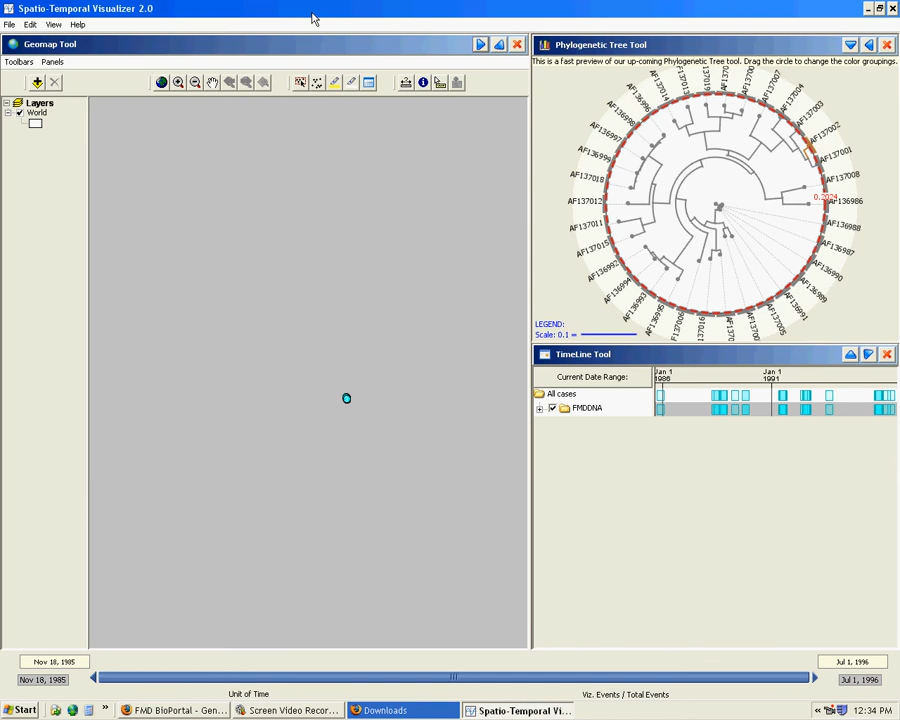 Spatio-Temporal Visualizer 2.0
File Edit View Help
Geomap Tool
Toolbars Panels
Layers
World
Phylogenetic Tree Tool
This is a fast preview of our up-coming Phylogenetic Tree tool. Drag the circle to change the color groupings.
AF137007
AF137004
AF137003
AF137002
AF137001
AF137008
0.2024
AF136986
AF136988
AF136987
AF136990
AF136989
AF136991
AF137005
AF137006
AF136995
AF136993
AF136994
AF136992
AF137015
AF137011
AF137012
AF137018
AF136999
AF136997
AF136998
AF136996
AF137014
LEGEND:
Scale: 0.1 =
TimeLine Tool
Current Date Range:
Jan 1 1986
Jan 1 1991
All cases
FMDDNA
Nov 18, 1985
Jul 1, 1996
Nov 18, 1985
Jul 1, 1996
Unit of Time
Viz. Events / Total Events
Start
FMD BioPortal - Gen...
Screen Video Recor...
Downloads
Spatio-Temporal Vi...
12:34 PM